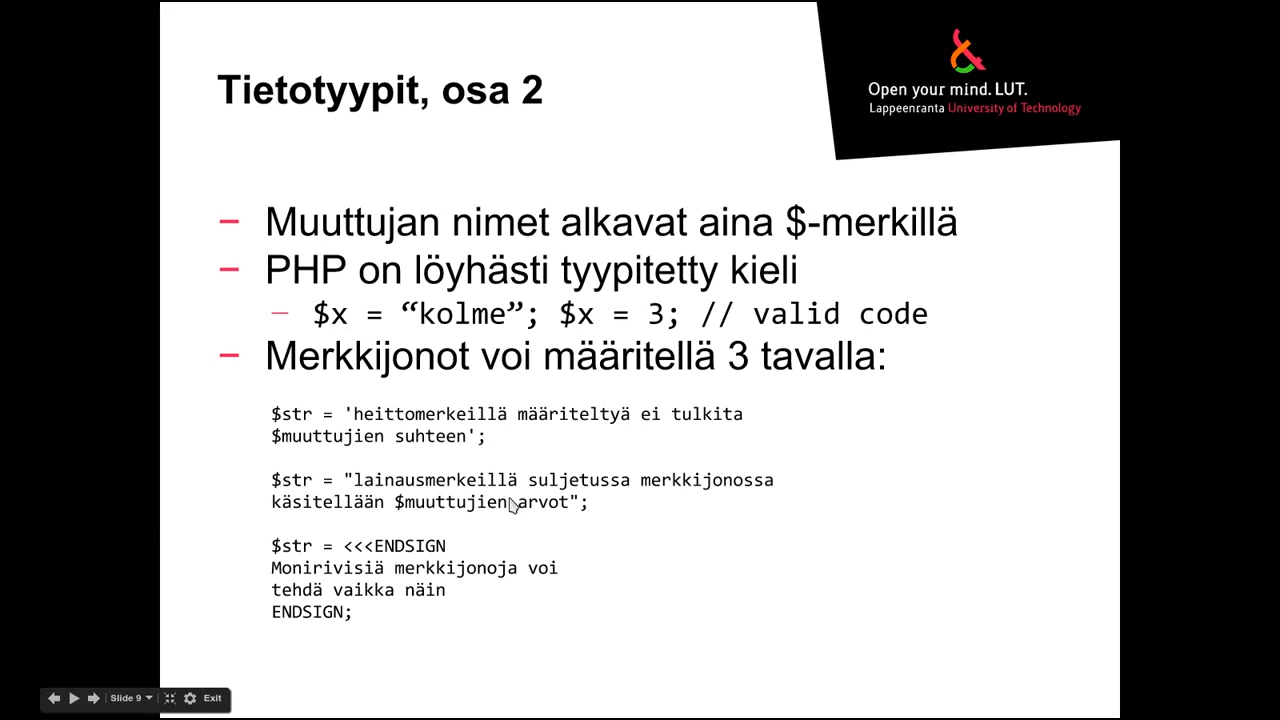 Tietotyypit, osa 2
Open your mind. LUT.
Lappeenranta University of Technology
– Muuttujan nimet alkavat aina $-merkillä
– PHP on löyhästi tyypitetty kieli
– $x = “kolme”; $x = 3; // valid code
– Merkkijonot voi määritellä 3 tavalla:
$str = 'heittomerkeillä määriteltyä ei tulkita
$muuttujien suhteen';
$str = "lainausmerkeillä suljetussa merkkijonossa
käsitellään $muuttujien arvot";
$str = <<<ENDSIGN
Monirivisiä merkkijonoja voi
tehdä vaikka näin
ENDSIGN;
Slide 9
Exit